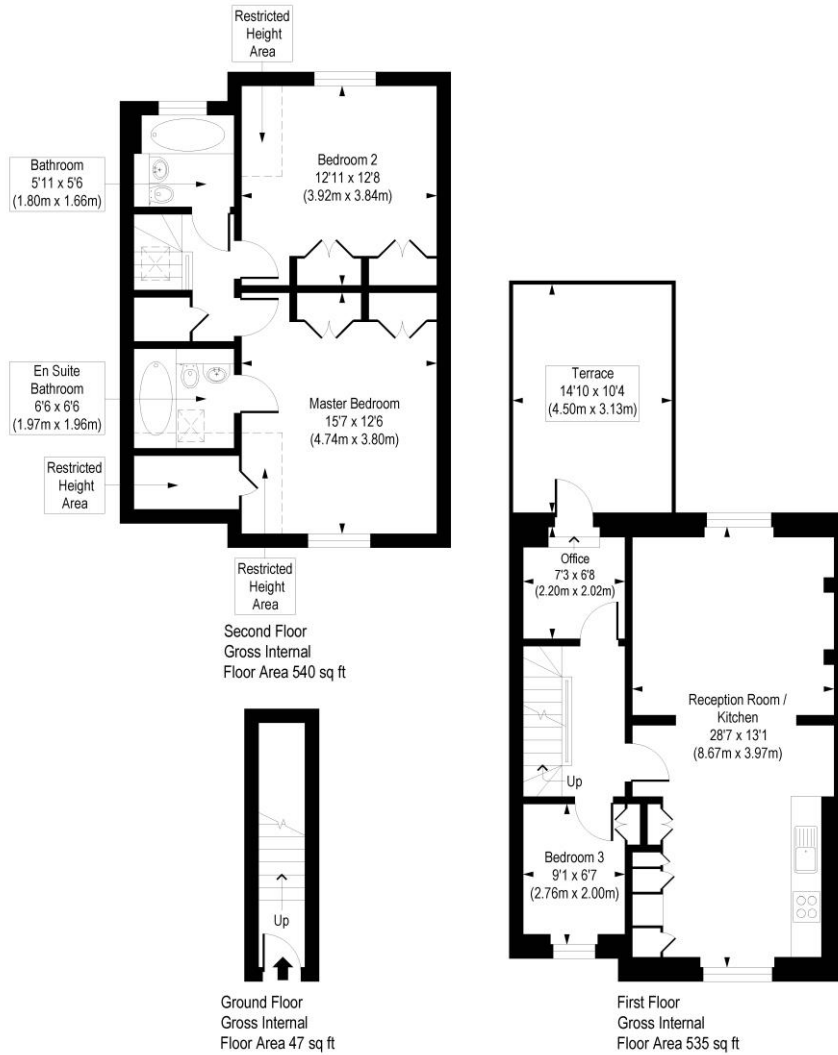 Restricted
Height
Area
Bathroom
5'11 x 5'6
(1.80m x 1.66m)
Bedroom 2
12'11 x 12'8
(3.92m x 3.84m)
En Suite
Bathroom
6'6 x 6'6
(1.97m x 1.96m)
Master Bedroom
15'7 x 12'6
(4.74m x 3.80m)
Restricted
Height
Area
Restricted
Height
Area
Second Floor
Gross Internal
Floor Area 540 sq ft
Terrace
14'10 x 10'4
(4.50m x 3.13m)
Office
7'3 x 6'8
(2.20m x 2.02m)
Reception Room /
Kitchen
28'7 x 13'1
(8.67m x 3.97m)
Up
Bedroom 3
9'1 x 6'7
(2.76m x 2.00m)
Up
Ground Floor
Gross Internal
Floor Area 47 sq ft
First Floor
Gross Internal
Floor Area 535 sq ft